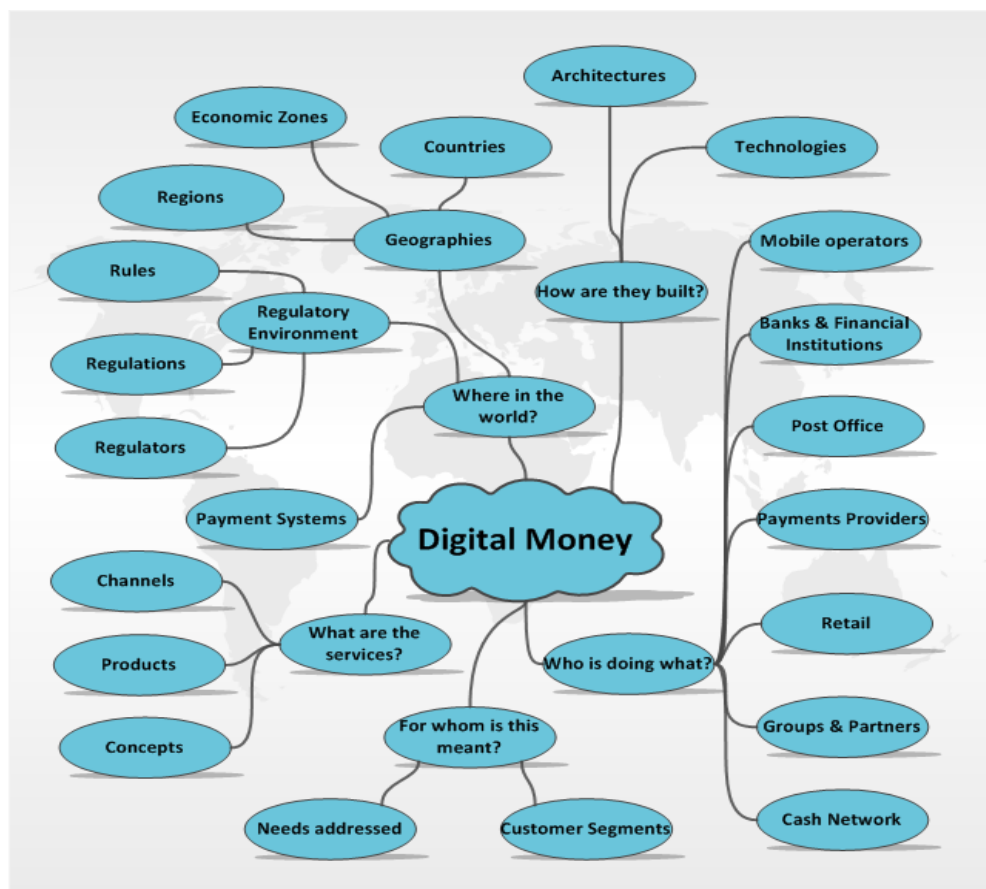 Architectures
Economic Zones
Countries
Technologies
Regions
Geographies
Mobile operators
Rules
How are they built?
Regulatory
Environment
Banks & Financial
Institutions
Regulations
Where in the
world?
Post Office
Regulators
Payment Systems
Digital Money
Payments Providers
Channels
What are the
services?
Retail
Products
Who is doing what?
For whom is this
meant?
Groups & Partners
Concepts
Needs addressed
Customer Segments
Cash Network